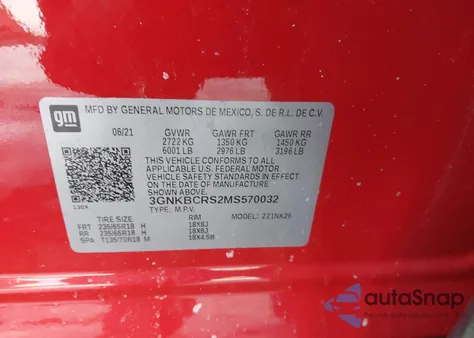 gm
MFD BY GENERAL MOTORS DE MEXICO, S. DE R.L. DE C.V.
06/21 GVWR GAWR FRT GAWR RR
2722 KG 1350 KG 1450 KG
6001 LB 2976 LB 3196 LB
THIS VEHICLE CONFORMS TO ALL
APPLICABLE U.S. FEDERAL MOTOR
VEHICLE SAFETY STANDARDS IN EFFECT
ON THE DATE OF MANUFACTURE SHOWN ABOVE.
3GNKBCRS2MS570032
130X TYPE: M.P.V. MODEL: 221NK26
TIRE SIZE RIM
FRT 235/65R18 H 18X8J
RR 235/65R18 H 18X8J
SPA T135/70R18 M 18X4.5B
autoSnap